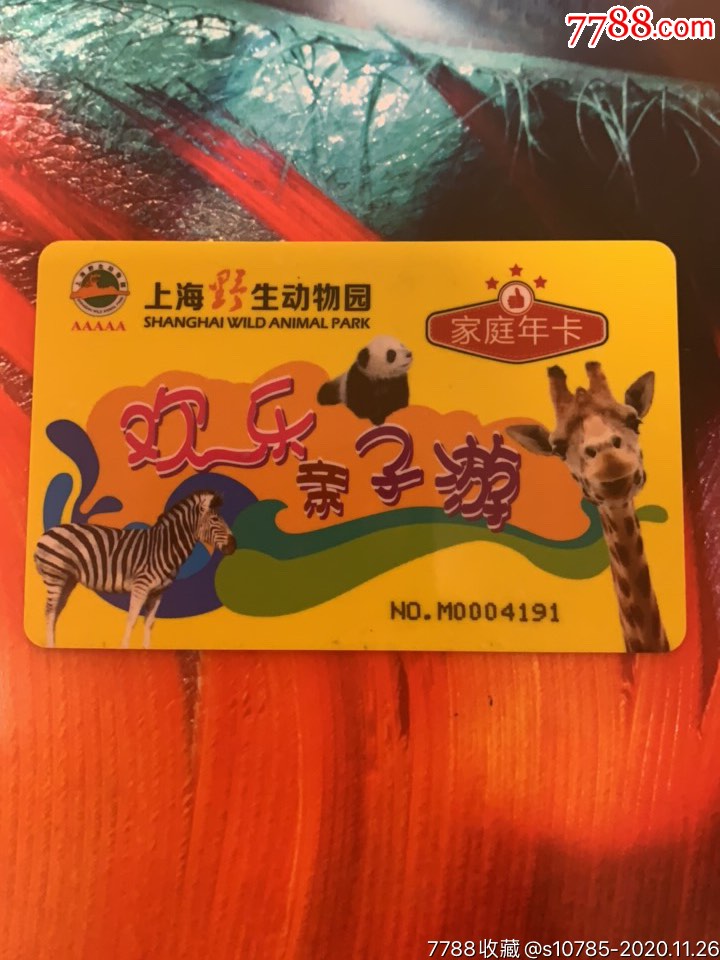 7788.com
上海野生动物园
SHANGHAI WILD ANIMAL PARK
AAAAA
家庭年卡
欢乐
亲子游
NO.M0004191
7788收藏@s10785-2020.11.26